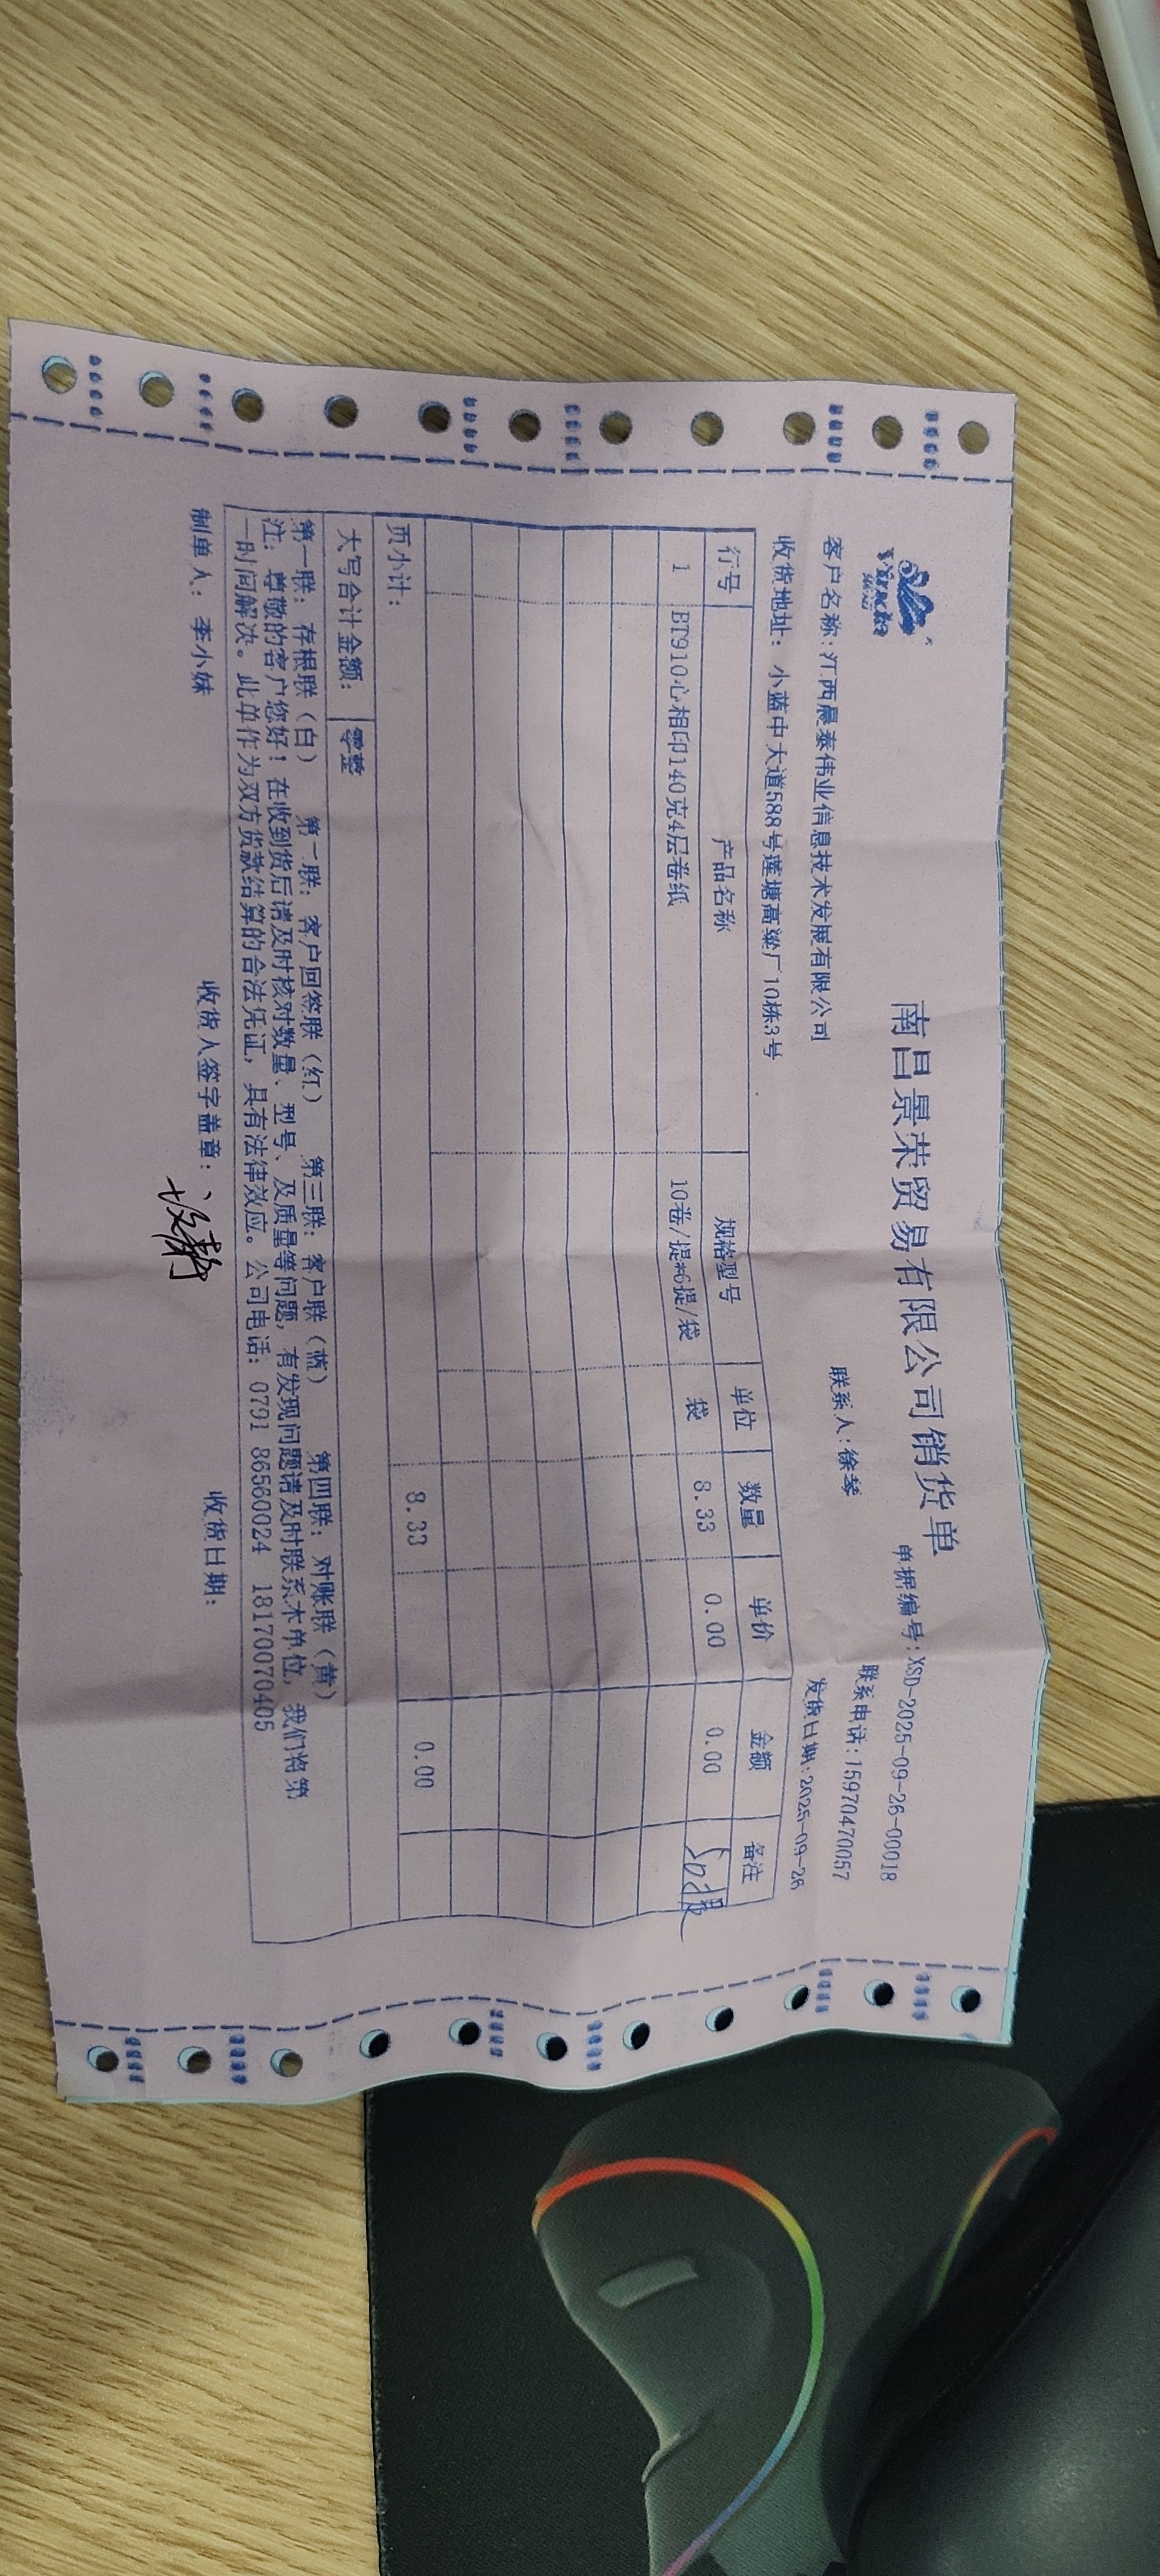 Vinda
南昌景荣贸易有限公司销货单
单据编号:XSD-2025-09-26-00018
客户名称:江西晨泰伟业信息技术发展有限公司 联系人:徐琴 联系电话:15970470057
收货地址: 小蓝中大道588号莲塘高粱厂10栋3号 发货日期:2025-09-26
行号 产品名称 规格型号 单位 数量 单价 金额 备注
1 BT910心相印140克4层卷纸 10卷/提*6提/袋 袋 8.33 0.00 0.00 50提
页小计: 8.33 0.00
大写合计金额: 零整
第一联: 存根联(白) 第二联: 客户回签联(红) 第三联: 客户联(蓝) 第四联: 对账联(黄)
注: 尊敬的客户您好! 在收到货后请及时核对数量、型号、及质量等问题, 有发现问题请及时联系本单位, 我们将第
一时间解决。此单作为双方货款结算的合法凭证, 具有法律效应。公司电话: 0791 86560024 18170070405
制单人: 李小妹 收货人签字盖章: 收货日期: